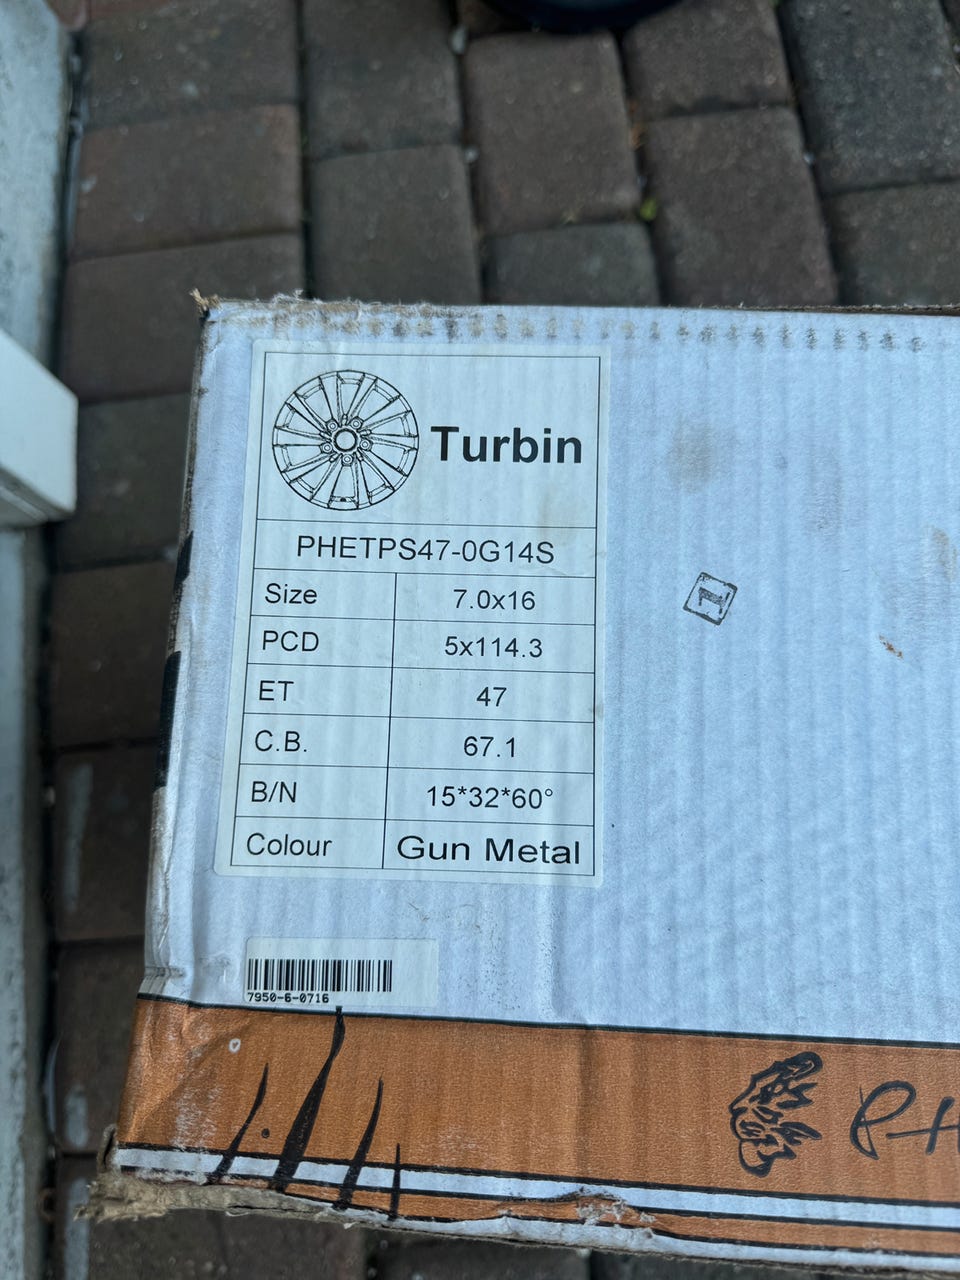 Turbin
PHETPS47-0G14S
Size 7.0x16
PCD 5x114.3
ET 47
C.B. 67.1
B/N 15*32*60°
Colour Gun Metal
1
7950-6-0716